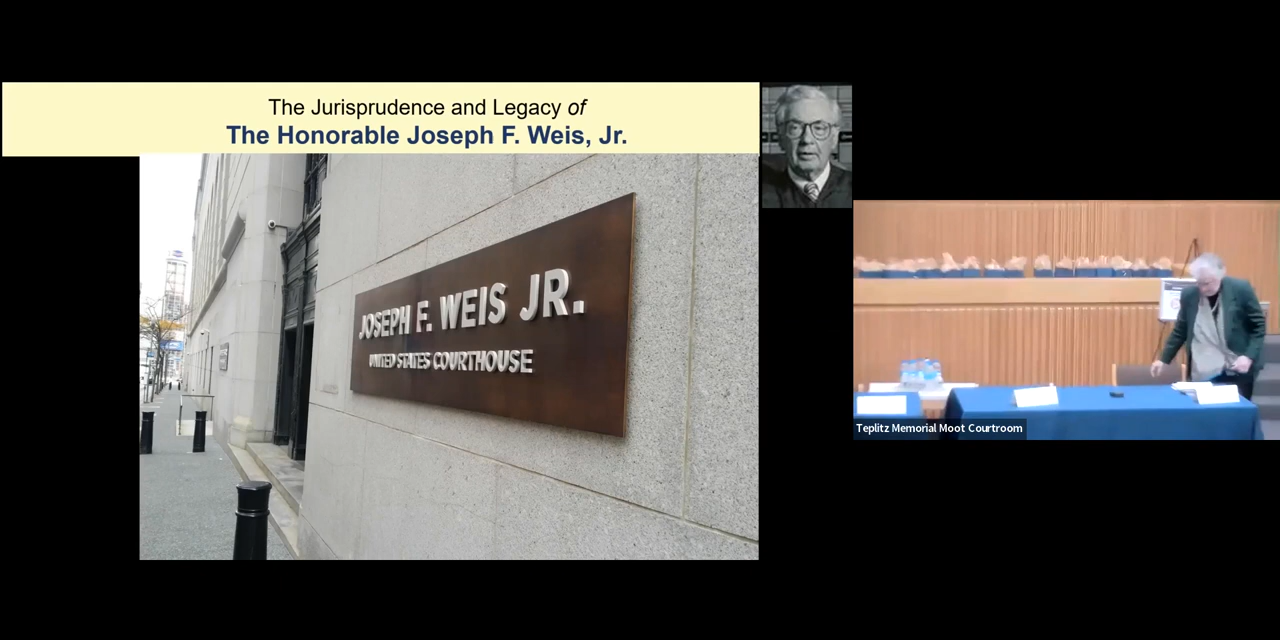 The Jurisprudence and Legacy of
The Honorable Joseph F. Weis, Jr.
JOSEPH F. WEIS JR.
UNITED STATES COURTHOUSE
Teplitz Memorial Moot Courtroom